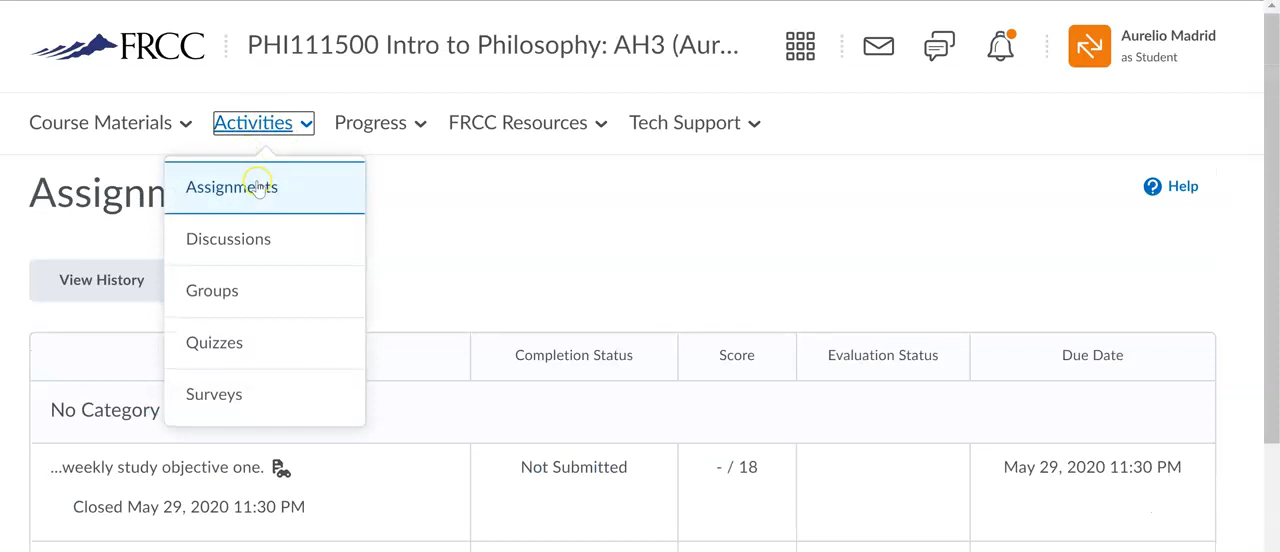 FRCC
PHI111500 Intro to Philosophy: AH3 (Aur...
Aurelio Madrid
as Student
Course Materials
Activities
Progress
FRCC Resources
Tech Support
Assignm
Help
Assignments
Discussions
Groups
Quizzes
Surveys
View History
Completion Status
Score
Evaluation Status
Due Date
No Category
...weekly study objective one.
Not Submitted
- / 18
May 29, 2020 11:30 PM
Closed May 29, 2020 11:30 PM